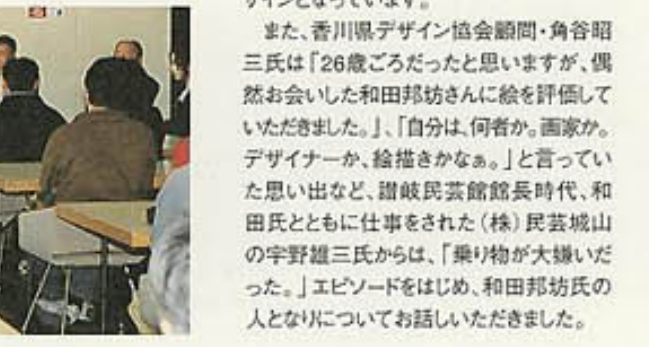 ザインとなっています。
　また、香川県デザイン協会顧問・角谷昭
三氏は「26歳ごろだったと思いますが、偶
然お会いした和田邦坊さんに絵を評価して
いただきました。」、「自分は、何者か。画家か。
デザイナーか、絵描きかなぁ。」と言ってい
た思い出など、讃岐民芸館館長時代、和
田氏とともに仕事をされた（株）民芸城山
の宇野雄三氏からは、「乗り物が大嫌いだ
った。」エピソードをはじめ、和田邦坊氏の
人となりについてお話しいただきました。